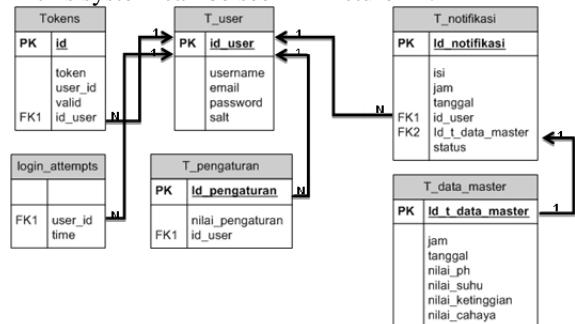 Tokens
PK id
token
user_id
valid
FK1 id_user
T_user
PK id_user
username
email
password
salt
T_notifikasi
PK Id_notifikasi
isi
jam
tanggal
FK1 id_user
FK2 Id_t_data_master
status
login_attempts
FK1 user_id
time
T_pengaturan
PK Id_pengaturan
nilai_pengaturan
FK1 id_user
T_data_master
PK Id_t_data_master
jam
tanggal
nilai_ph
nilai_suhu
nilai_ketinggian
nilai_cahaya
1
1
1
1
N
N
N
N
1
1